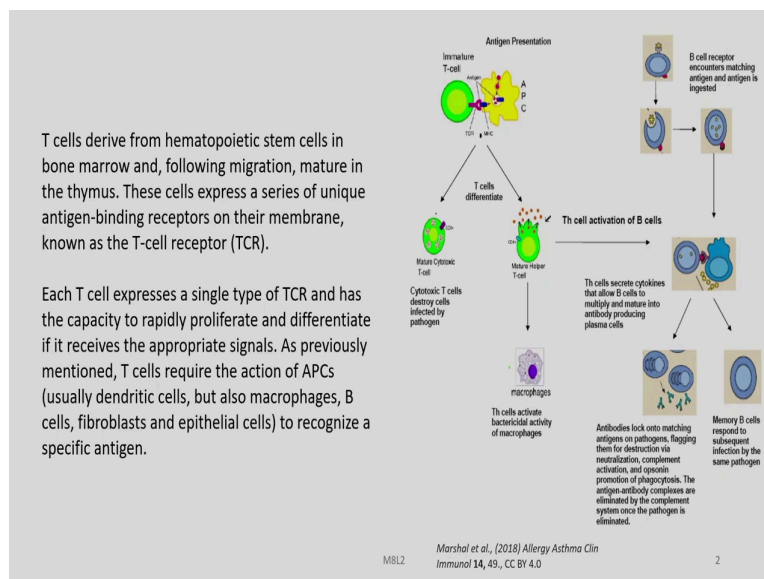 T cells derive from hematopoietic stem cells in
bone marrow and, following migration, mature in
the thymus. These cells express a series of unique
antigen-binding receptors on their membrane,
known as the T-cell receptor (TCR).
Each T cell expresses a single type of TCR and has
the capacity to rapidly proliferate and differentiate
if it receives the appropriate signals. As previously
mentioned, T cells require the action of APCs
(usually dendritic cells, but also macrophages, B
cells, fibroblasts and epithelial cells) to recognize a
specific antigen.
Antigen Presentation
Immature
T-cell
Antigen
A
P
C
TCR
MHC
T cells
differentiate
CD8+
Mature Cytotoxic
T-cell
Cytotoxic T cells
destroy cells
infected by
pathogen
CD4+
Mature Helper
T-cell
Th cell activation of B cells
Th cells secrete cytokines
that allow B cells to
multiply and mature into
antibody producing
plasma cells
macrophages
Th cells activate
bactericidal activity
of macrophages
B cell receptor
encounters matching
antigen and antigen is
ingested
Antibodies lock onto matching
antigens on pathogens, flagging
them for destruction via
neutralization, complement
activation, and opsonin
promotion of phagocytosis. The
antigen-antibody complexes are
eliminated by the complement
system once the pathogen is
eliminated.
Memory B cells
respond to
subsequent
infection by the
same pathogen
M8L2
Marshal et al., (2018) Allergy Asthma Clin
Immunol 14, 49., CC BY 4.0
2